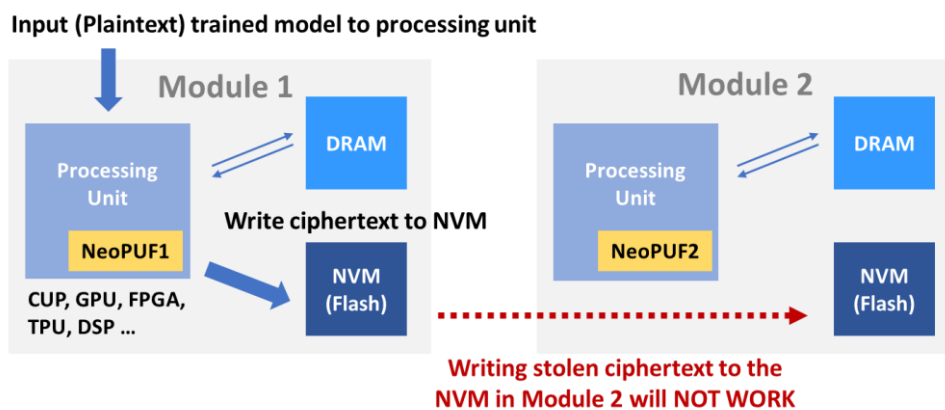 Input (Plaintext) trained model to processing unit
Module 1
Processing
Unit
NeoPUF1
DRAM
Write ciphertext to NVM
NVM
(Flash)
CUP, GPU, FPGA,
TPU, DSP ...
Module 2
Processing
Unit
NeoPUF2
DRAM
NVM
(Flash)
Writing stolen ciphertext to the
NVM in Module 2 will NOT WORK